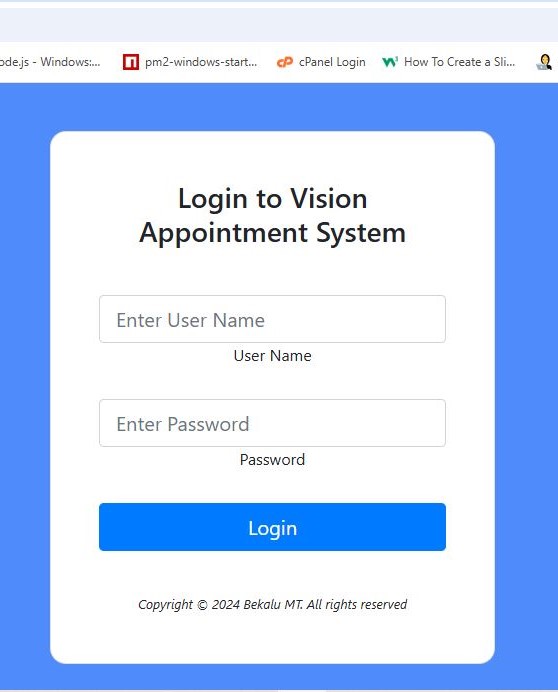 ode.js - Windows:... pm2-windows-start... cPanel Login How To Create a Sli...
Login to Vision
Appointment System
Enter User Name
User Name
Enter Password
Password
Login
Copyright © 2024 Bekalu MT. All rights reserved